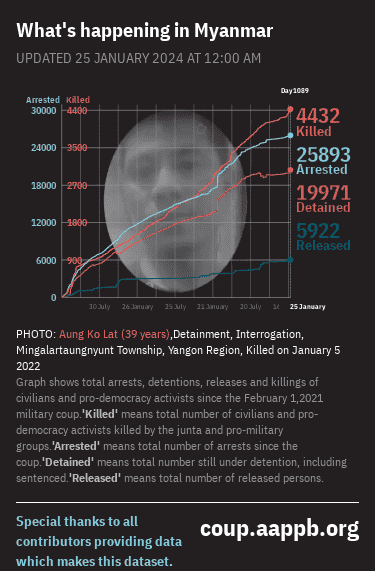 What's happening in Myanmar
UPDATED 25 JANUARY 2024 AT 12:00 AM
Day1089
Arrested Killed
30000 4400
24000 3500
18000 2900
12000 1800
6000 900
0
4432
Killed
25893
Arrested
19971
Detained
5922
Released
30 July 26 January 25 July 21 January 20 July 14 25 January
PHOTO: Aung Ko Lat (39 years),Detainment, Interrogation,
Mingalartaungnyunt Township, Yangon Region, Killed on January 5
2022
Graph shows total arrests, detentions, releases and killings of
civilians and pro-democracy activists since the February 1,2021
military coup.'Killed' means total number of civilians and pro-
democracy activists killed by the junta and pro-military
groups.'Arrested' means total number of arrests since the
coup.'Detained' means total number still under detention, including
sentenced.'Released' means total number of released persons.
Special thanks to all
contributors providing data
which makes this dataset.
coup.aappb.org